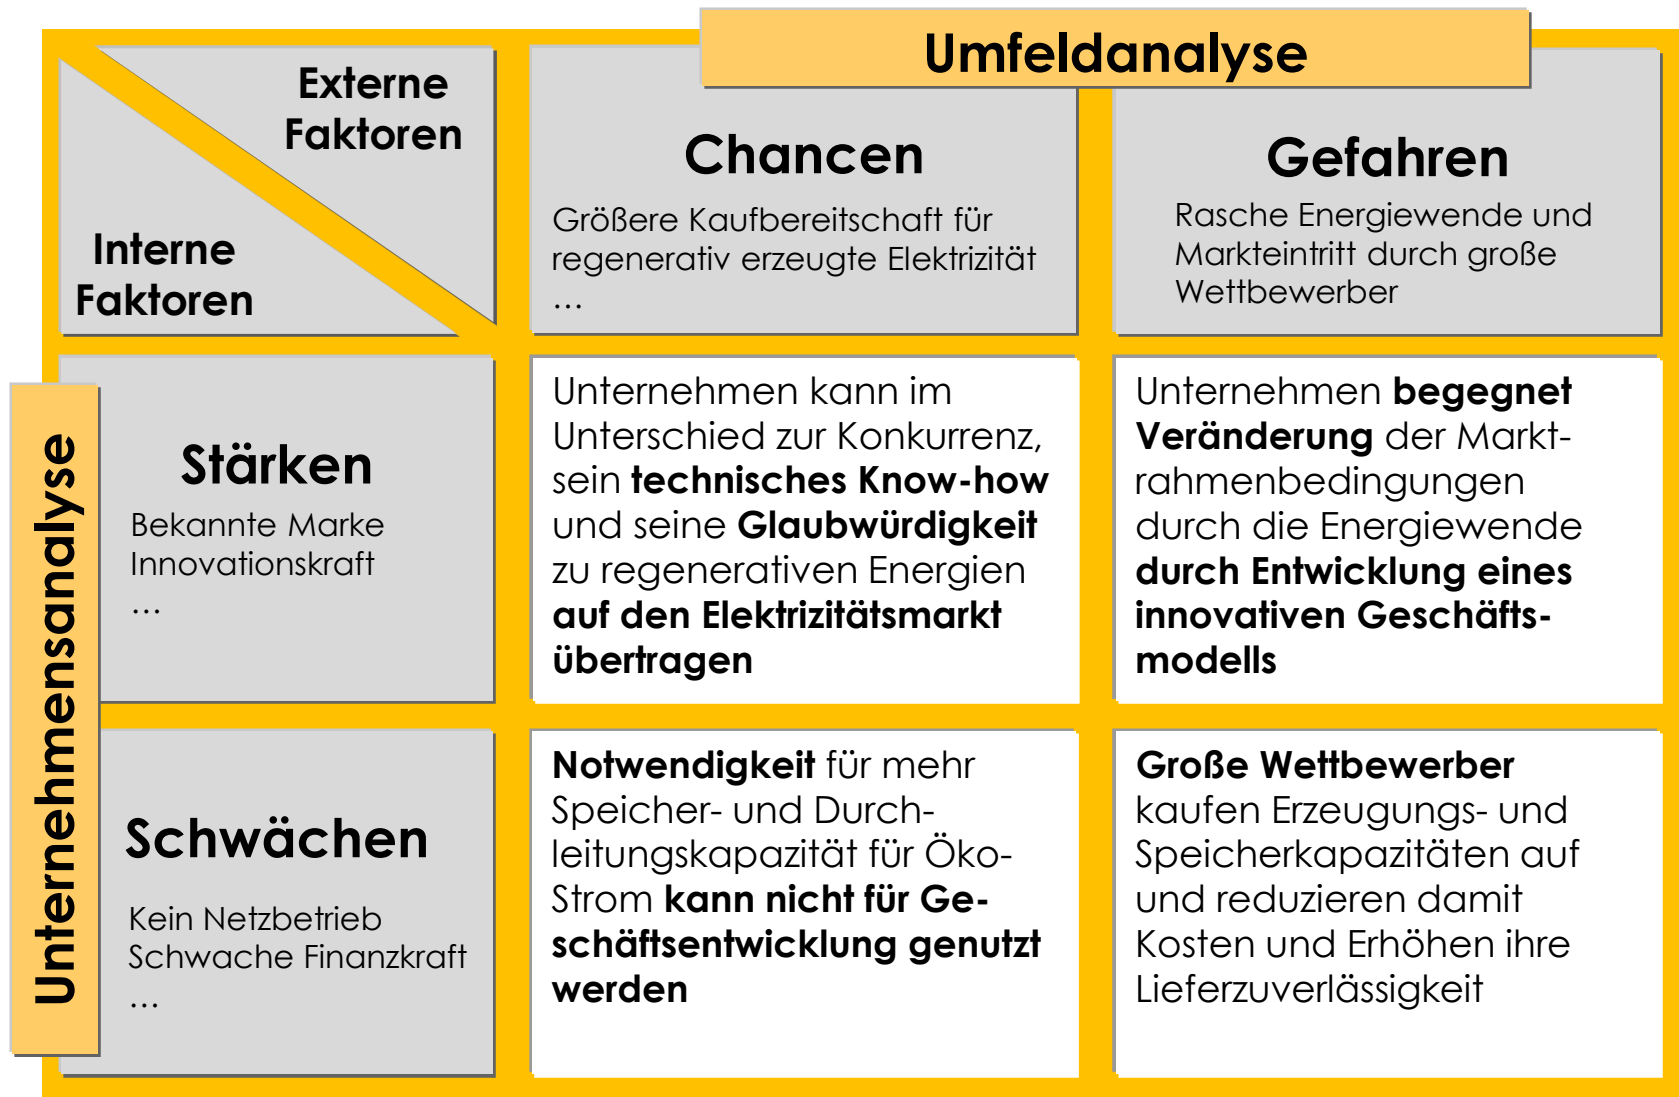 Umfeldanalyse
Externe
Faktoren
Interne
Faktoren
Chancen
Größere Kaufbereitschaft für
regenerativ erzeugte Elektrizität
…
Gefahren
Rasche Energiewende und
Markteintritt durch große
Wettbewerber
Unternehmensanalyse
Stärken
Bekannte Marke
Innovationskraft
…
Unternehmen kann im
Unterschied zur Konkurrenz,
sein technisches Know-how
und seine Glaubwürdigkeit
zu regenerativen Energien
auf den Elektrizitätsmarkt
übertragen
Unternehmen begegnet
Veränderung der Markt-
rahmenbedingungen
durch die Energiewende
durch Entwicklung eines
innovativen Geschäfts-
modells
Schwächen
Kein Netzbetrieb
Schwache Finanzkraft
…
Notwendigkeit für mehr
Speicher- und Durch-
leitungskapazität für Öko-
Strom kann nicht für Ge-
schäftsentwicklung genutzt
werden
Große Wettbewerber
kaufen Erzeugungs- und
Speicherkapazitäten auf
und reduzieren damit
Kosten und Erhöhen ihre
Lieferzuverlässigkeit